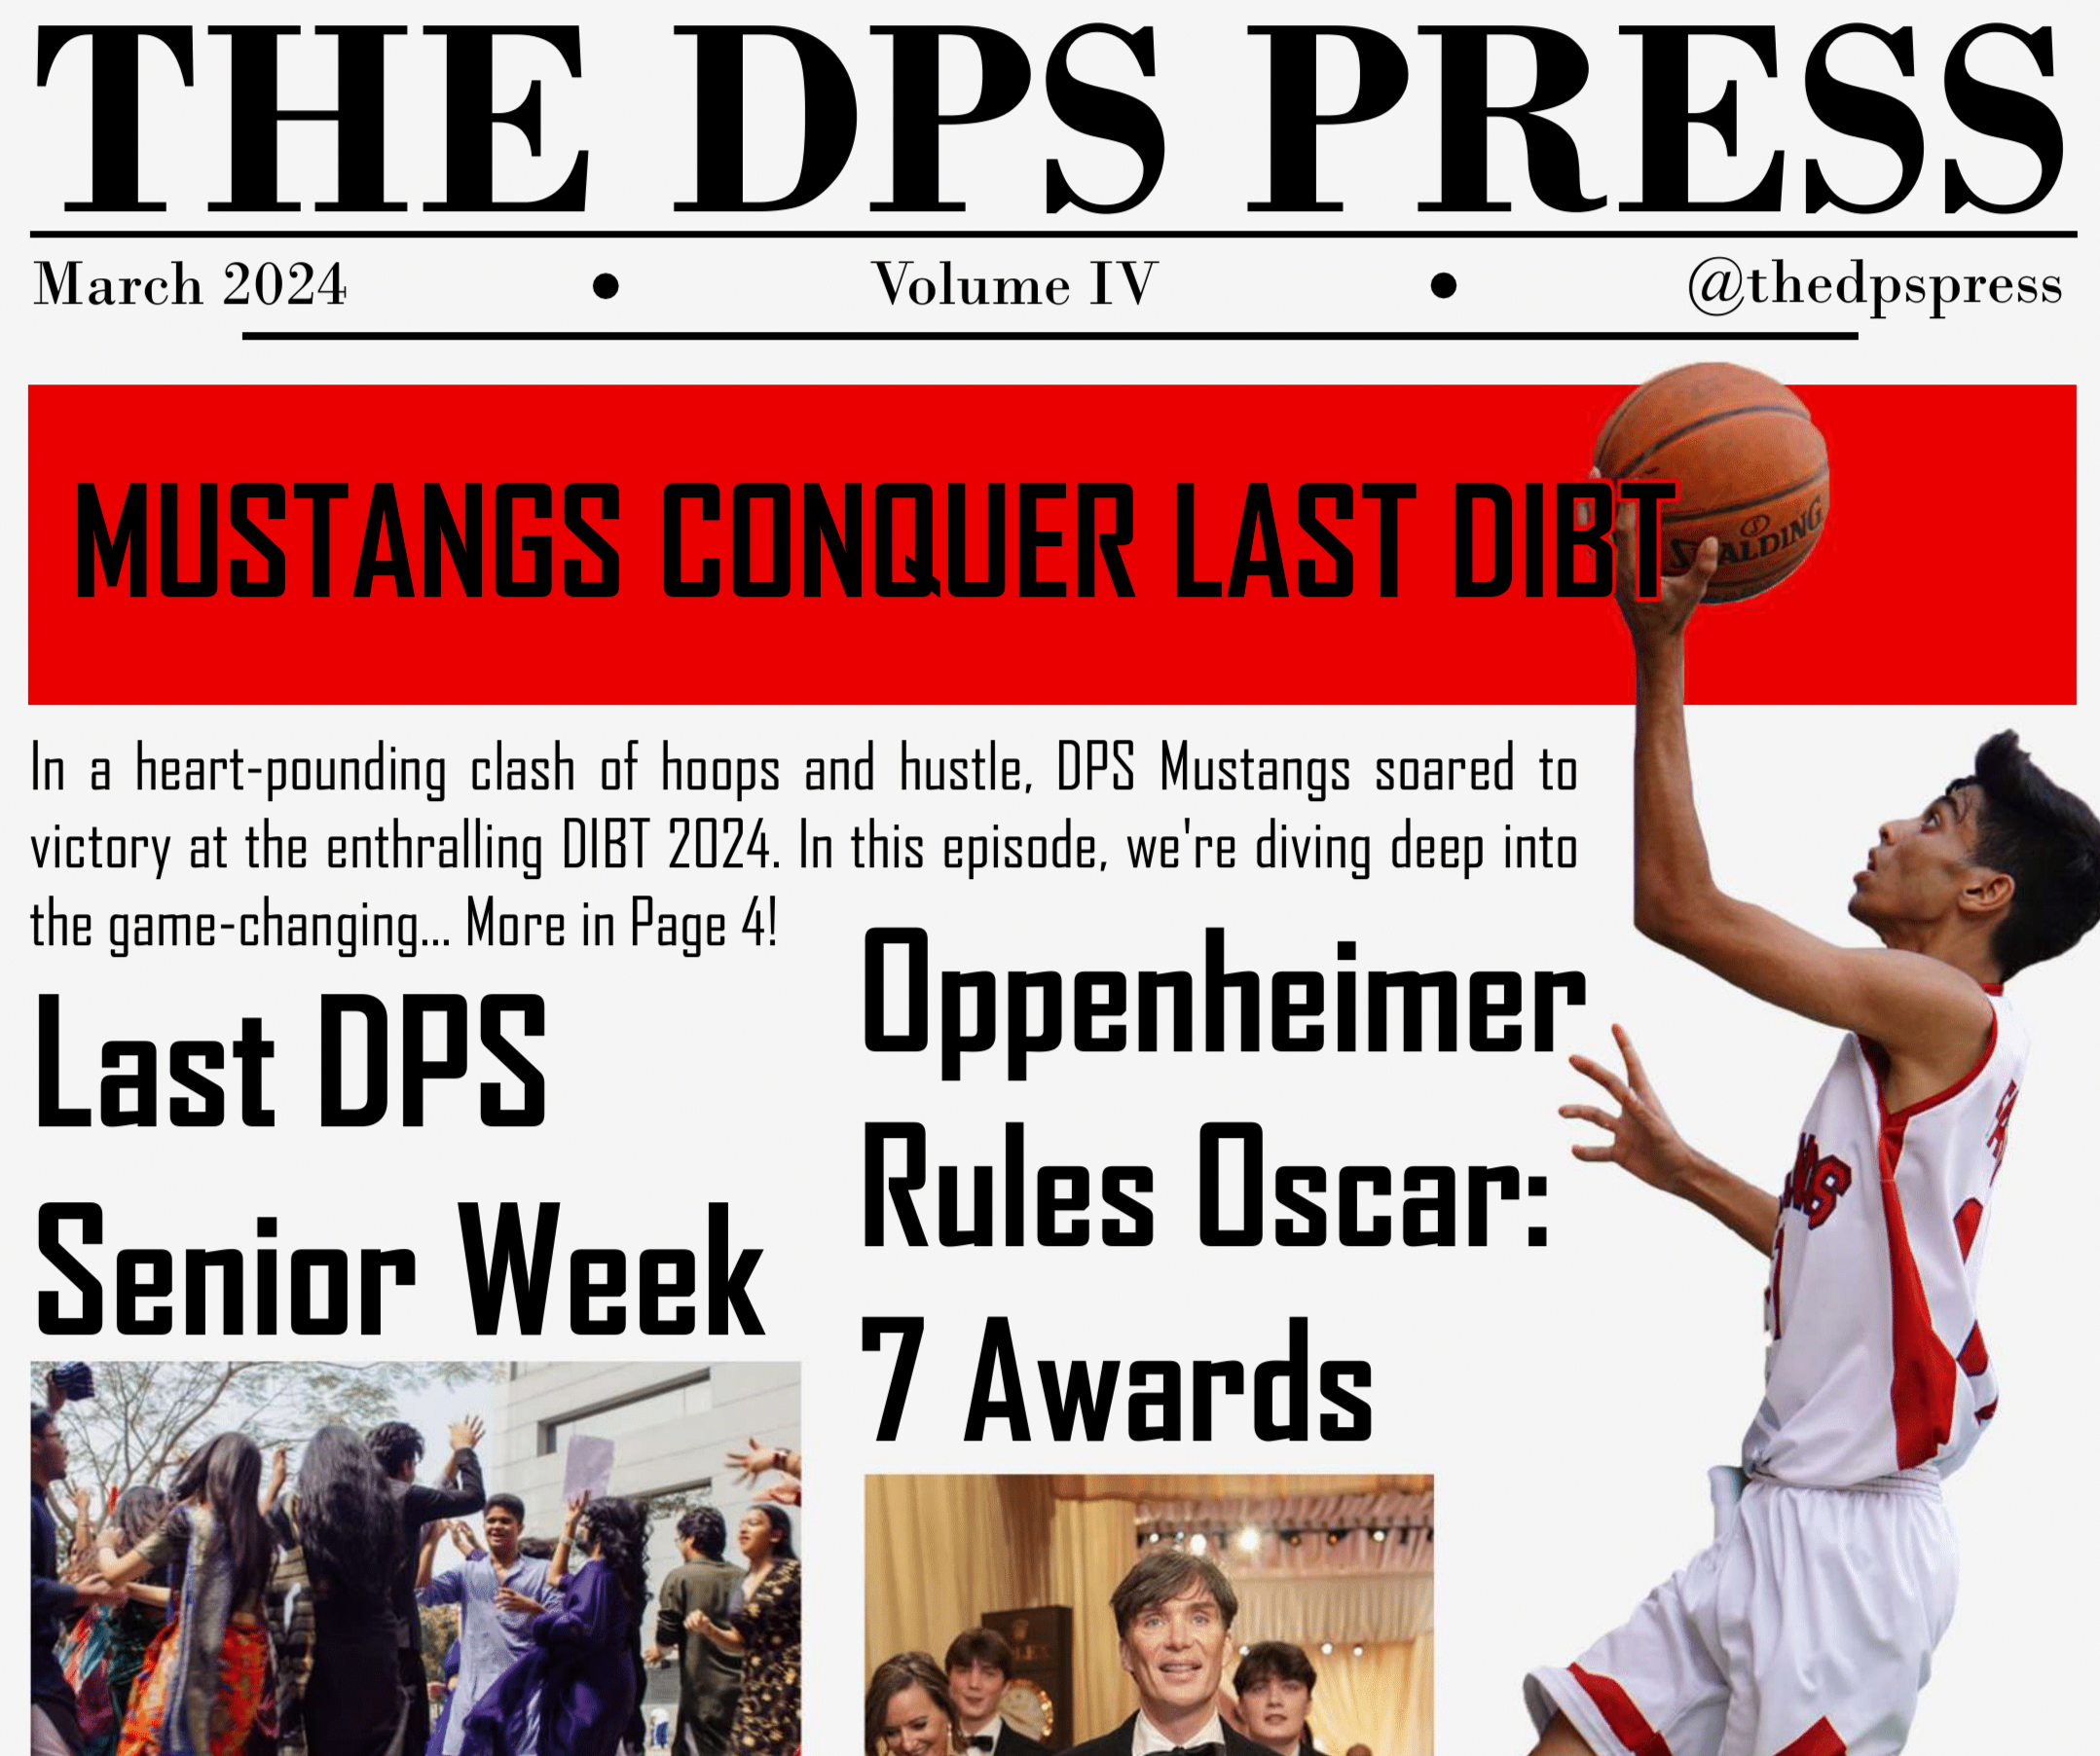 THE DPS PRESS
March 2024 • Volume IV • @thedpspress
MUSTANGS CONQUER LAST DIBT
SPALDING
In a heart-pounding clash of hoops and hustle, DPS Mustangs soared to
victory at the enthralling DIBT 2024. In this episode, we're diving deep into
the game-changing... More in Page 4!
Last DPS
Senior Week
Oppenheimer
Rules Oscar:
7 Awards